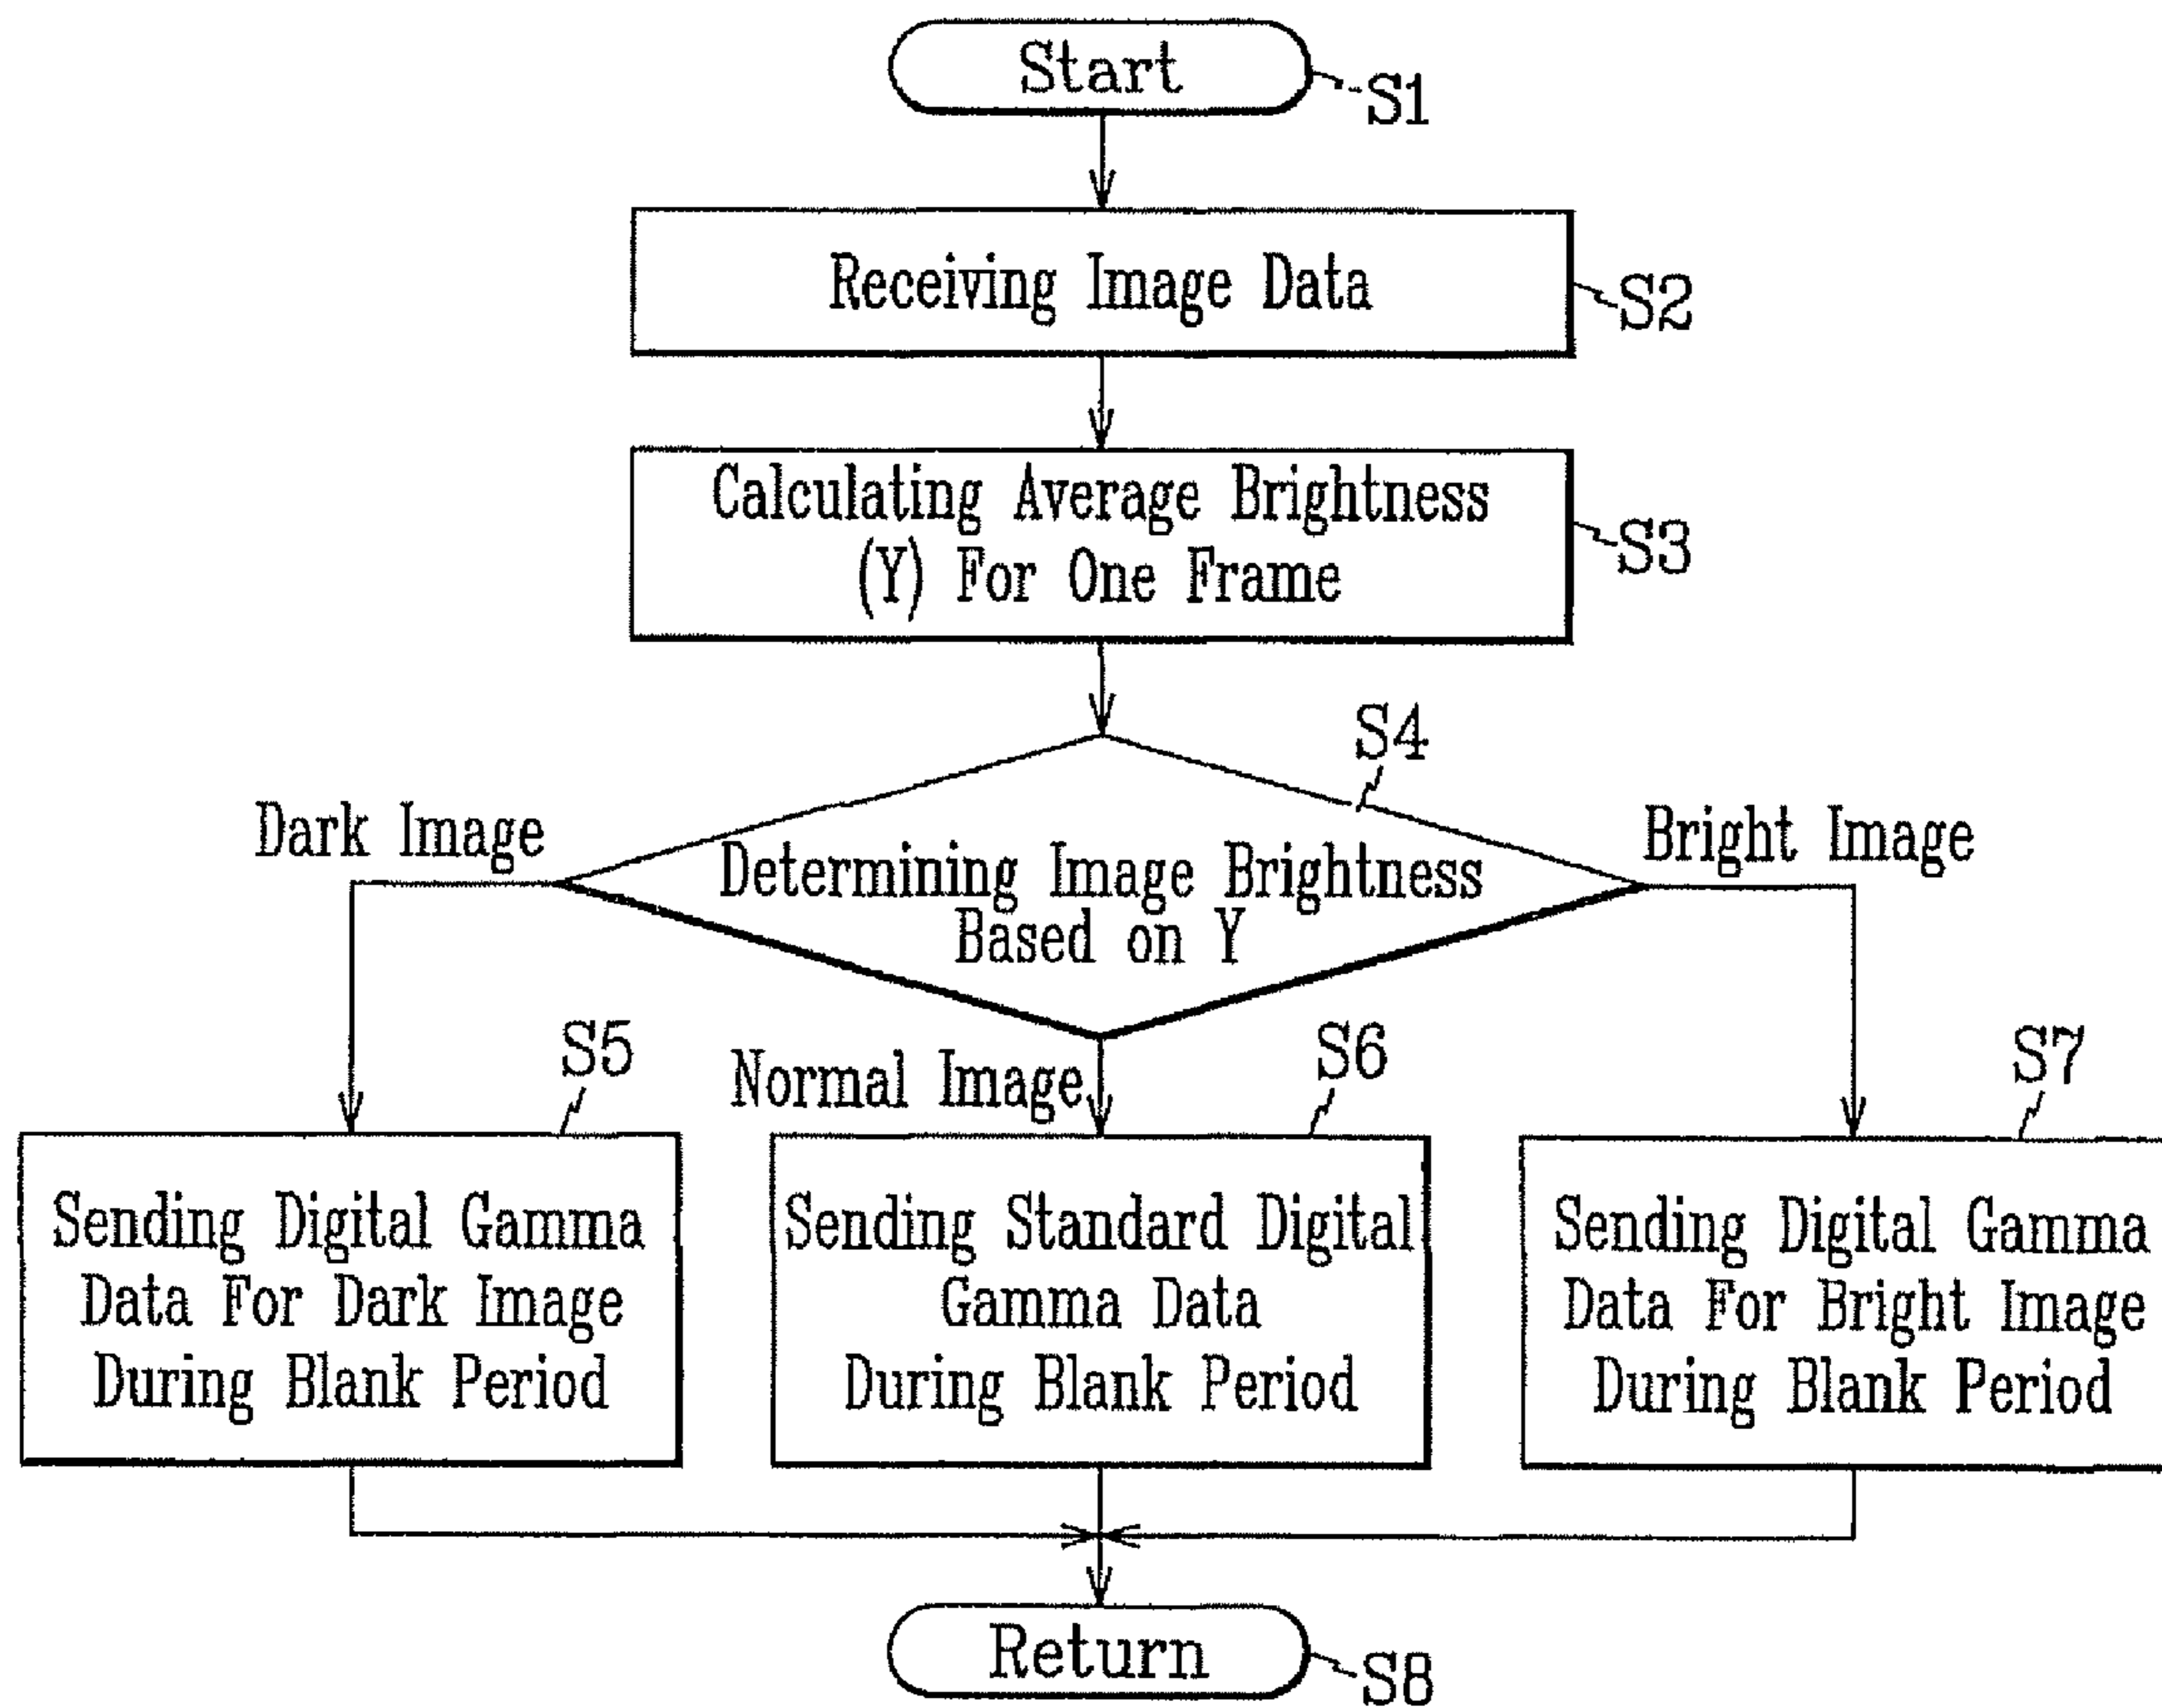 Start
S1
Receiving Image Data
S2
Calculating Average Brightness
(Y) For One Frame
S3
S4
Dark Image
Bright Image
Determining Image Brightness
Based on Y
S5
Normal Image
S6
S7
Sending Digital Gamma
Data For Dark Image
During Blank Period
Sending Standard Digital
Gamma Data
During Blank Period
Sending Digital Gamma
Data For Bright Image
During Blank Period
Return
S8